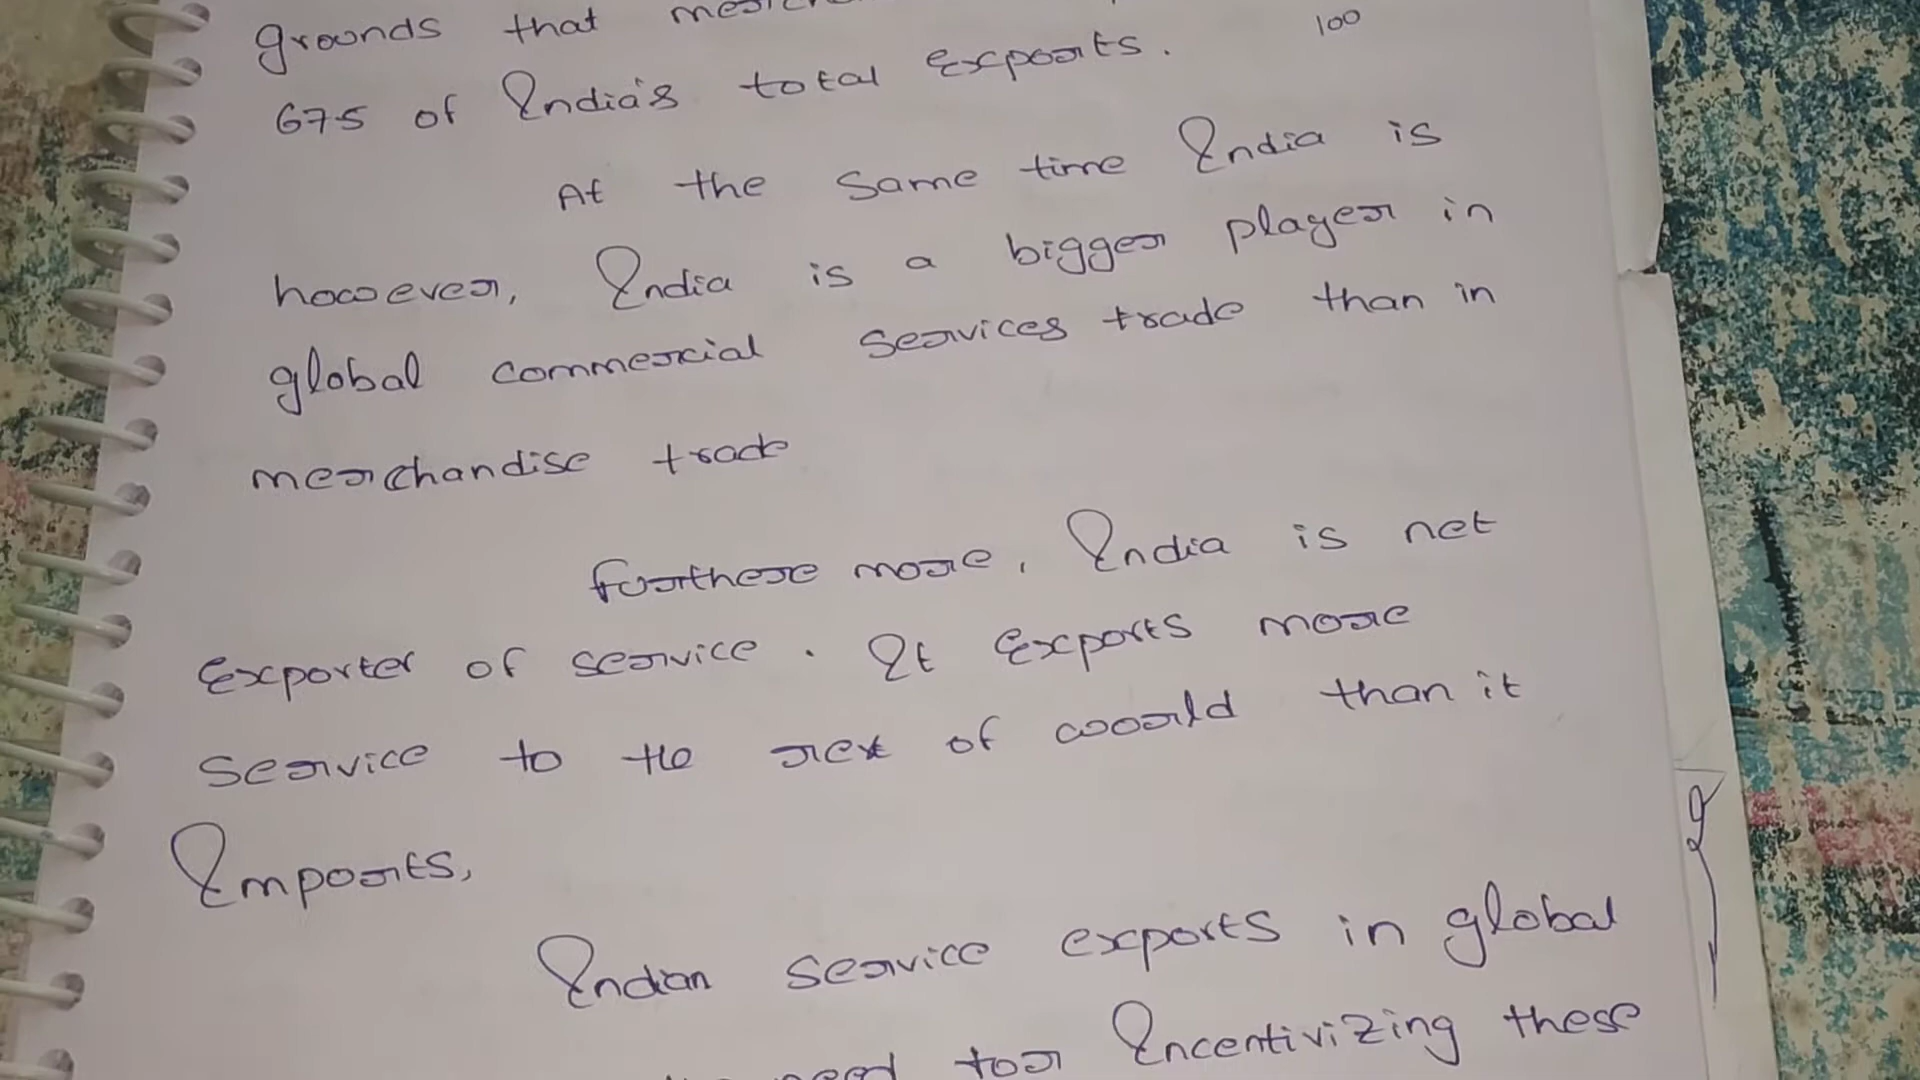 grounds that
100
675 of India's total Exports.
At the Same time India is
however, India is a bigger player in
global commercial Services trade than in
merchandise trade
furthere more, India is net
Exporter of service. It Exports more
Service to the rest of woorld than it
Imports,
Indian service exports in global
need for Incentivizing these